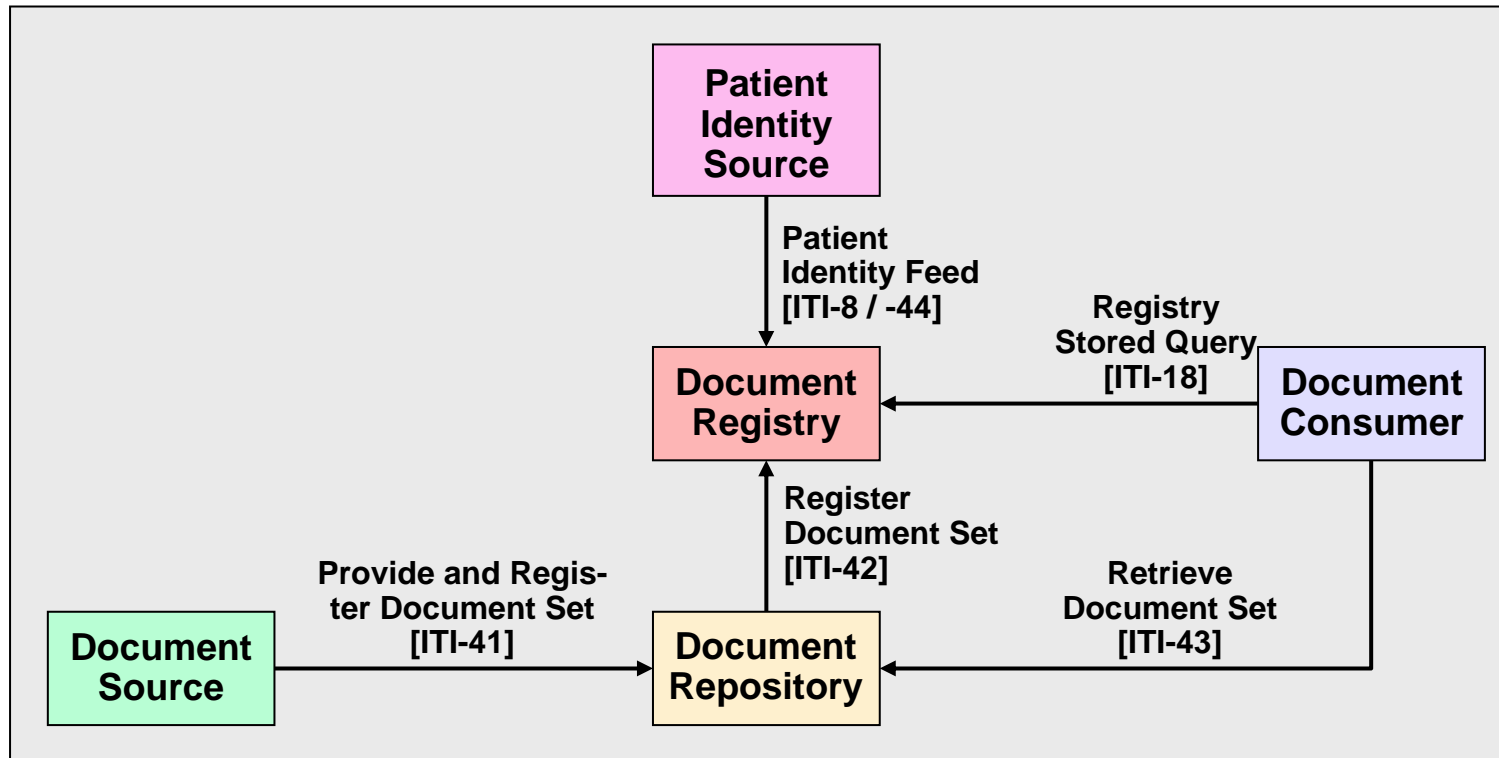 Patient
Identity
Source
Patient
Identity Feed
[ITI-8 / -44]
Registry
Stored Query
[ITI-18]
Document
Registry
Document
Consumer
Register
Document Set
[ITI-42]
Provide and Regis-
ter Document Set
[ITI-41]
Retrieve
Document Set
[ITI-43]
Document
Source
Document
Repository